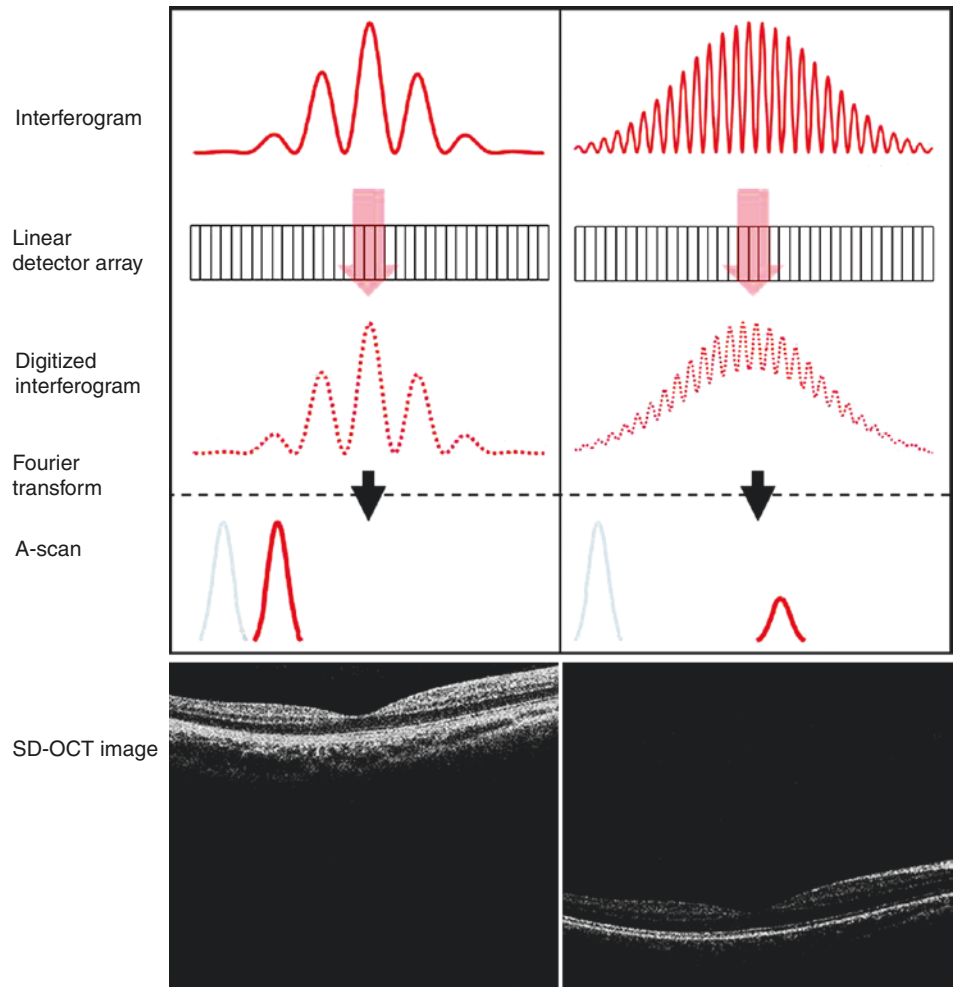 Interferogram
Linear
detector array
Digitized
interferogram
Fourier
transform
A-scan
SD-OCT image